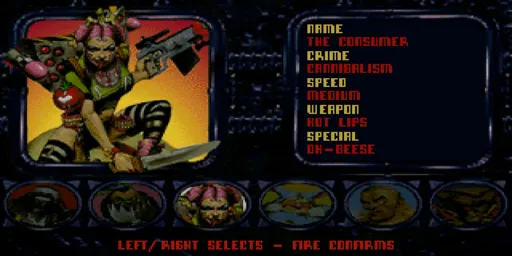 NAME
THE CONSUMER
CRIME
CANNIBALISM
SPEED
MEDIUM
WEAPON
HOT LIPS
SPECIAL
OH-BEESE
LEFT/RIGHT SELECTS - FIRE CONFIRMS